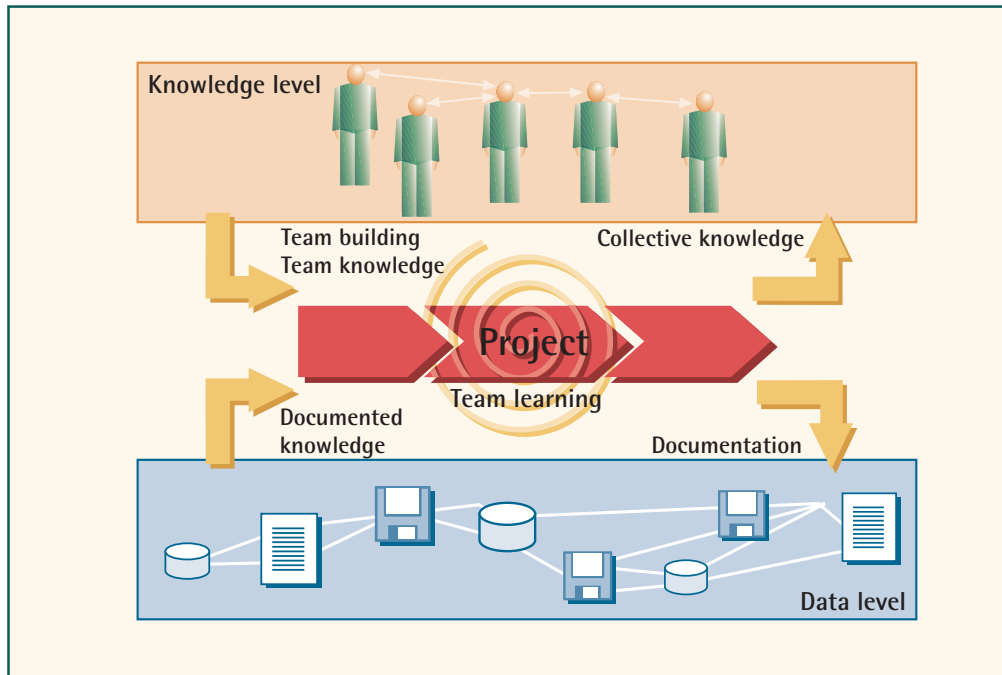 Knowledge level
Team building
Team knowledge
Collective knowledge
Project
Team learning
Documented
knowledge
Documentation
Data level